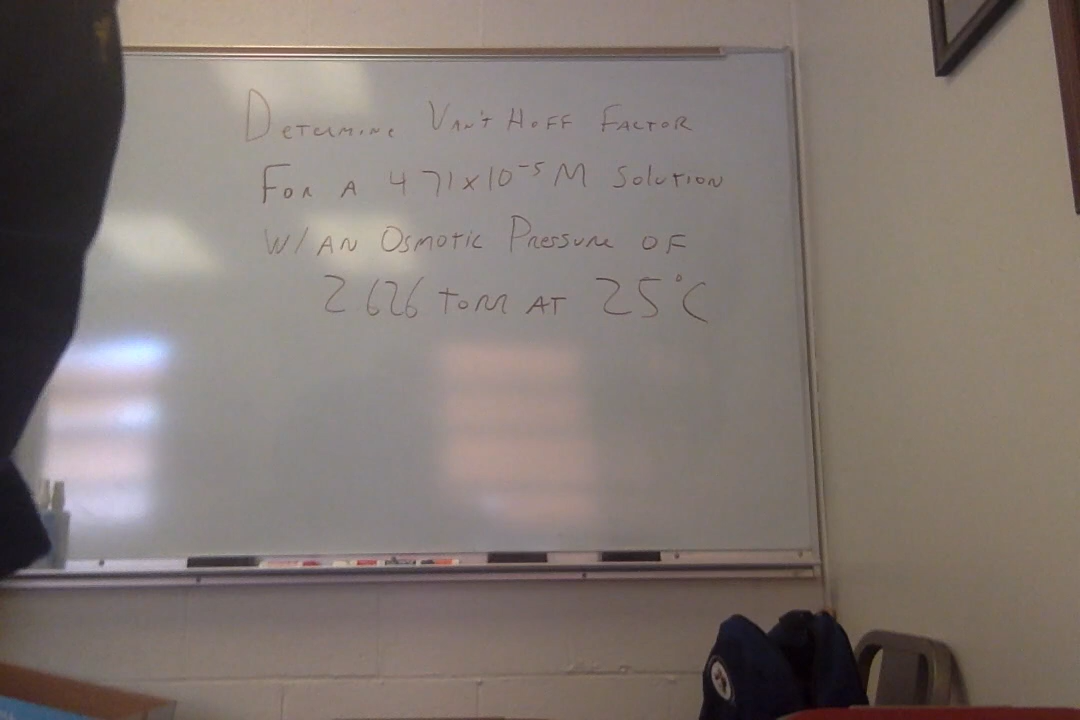 DETERMINE VAN'T HOFF FACTOR
FOR A 4 71x10⁻⁵ M SOLUTION
W/AN OSMOTIC PRESSURE OF
2 626 TORR AT 25°C